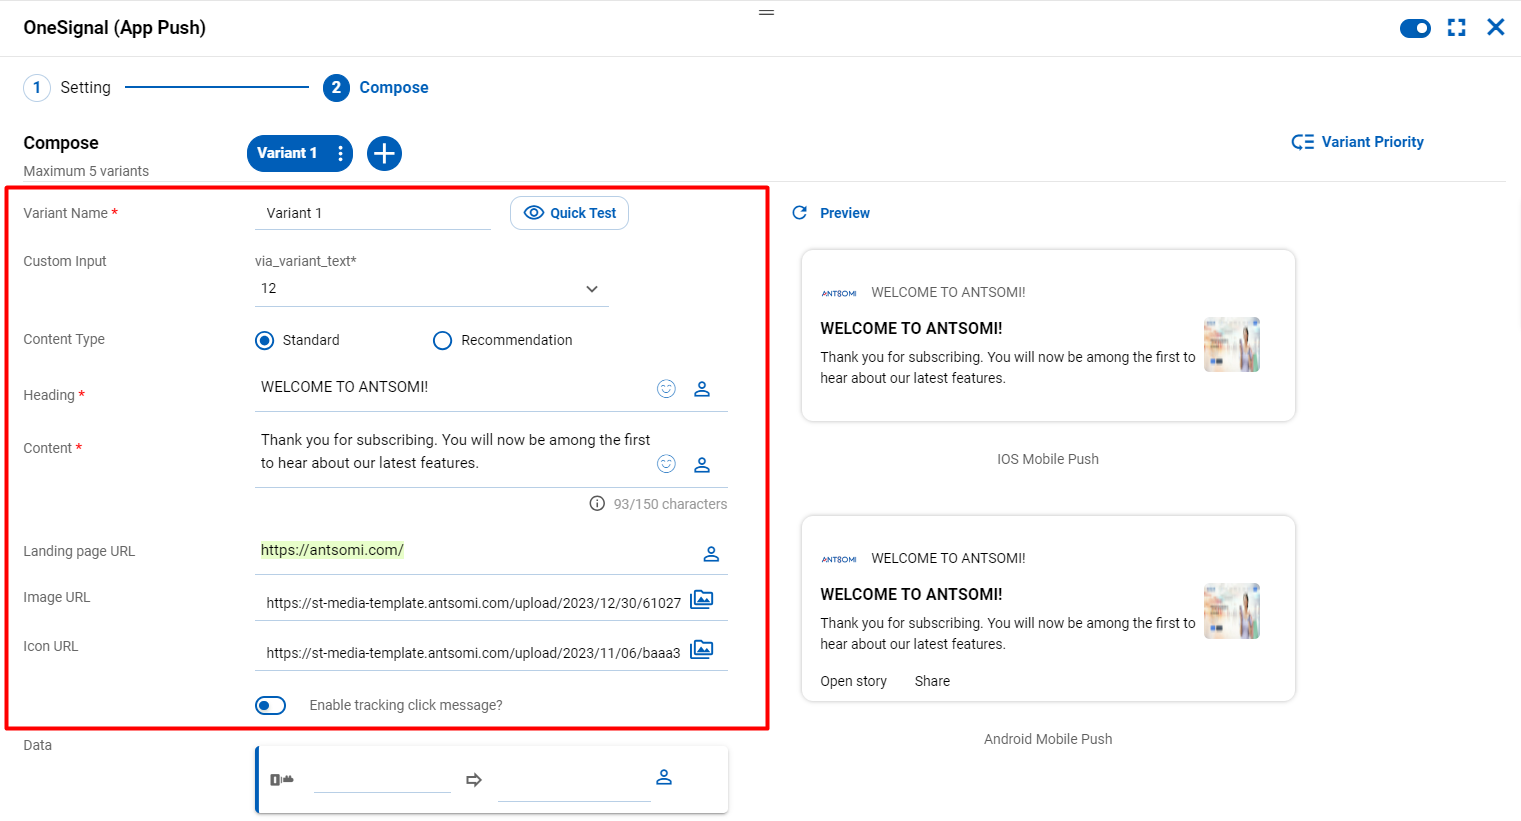 OneSignal (App Push)
1 Setting 2 Compose
Compose
Maximum 5 variants
Variant 1
Variant Priority
Variant Name *
Variant 1
Quick Test
Custom Input
via_variant_text*
12
Content Type
Standard
Recommendation
Heading *
WELCOME TO ANTSOMI!
Content *
Thank you for subscribing. You will now be among the first
to hear about our latest features.
93/150 characters
Landing page URL
https://antsomi.com/
Image URL
https://st-media-template.antsomi.com/upload/2023/12/30/61027
Icon URL
https://st-media-template.antsomi.com/upload/2023/11/06/baaa3
Enable tracking click message?
Data
Preview
ANTSOMI WELCOME TO ANTSOMI!
WELCOME TO ANTSOMI!
Thank you for subscribing. You will now be among the first to
hear about our latest features.
IOS Mobile Push
ANTSOMI WELCOME TO ANTSOMI!
WELCOME TO ANTSOMI!
Thank you for subscribing. You will now be among the first to
hear about our latest features.
Open story Share
Android Mobile Push